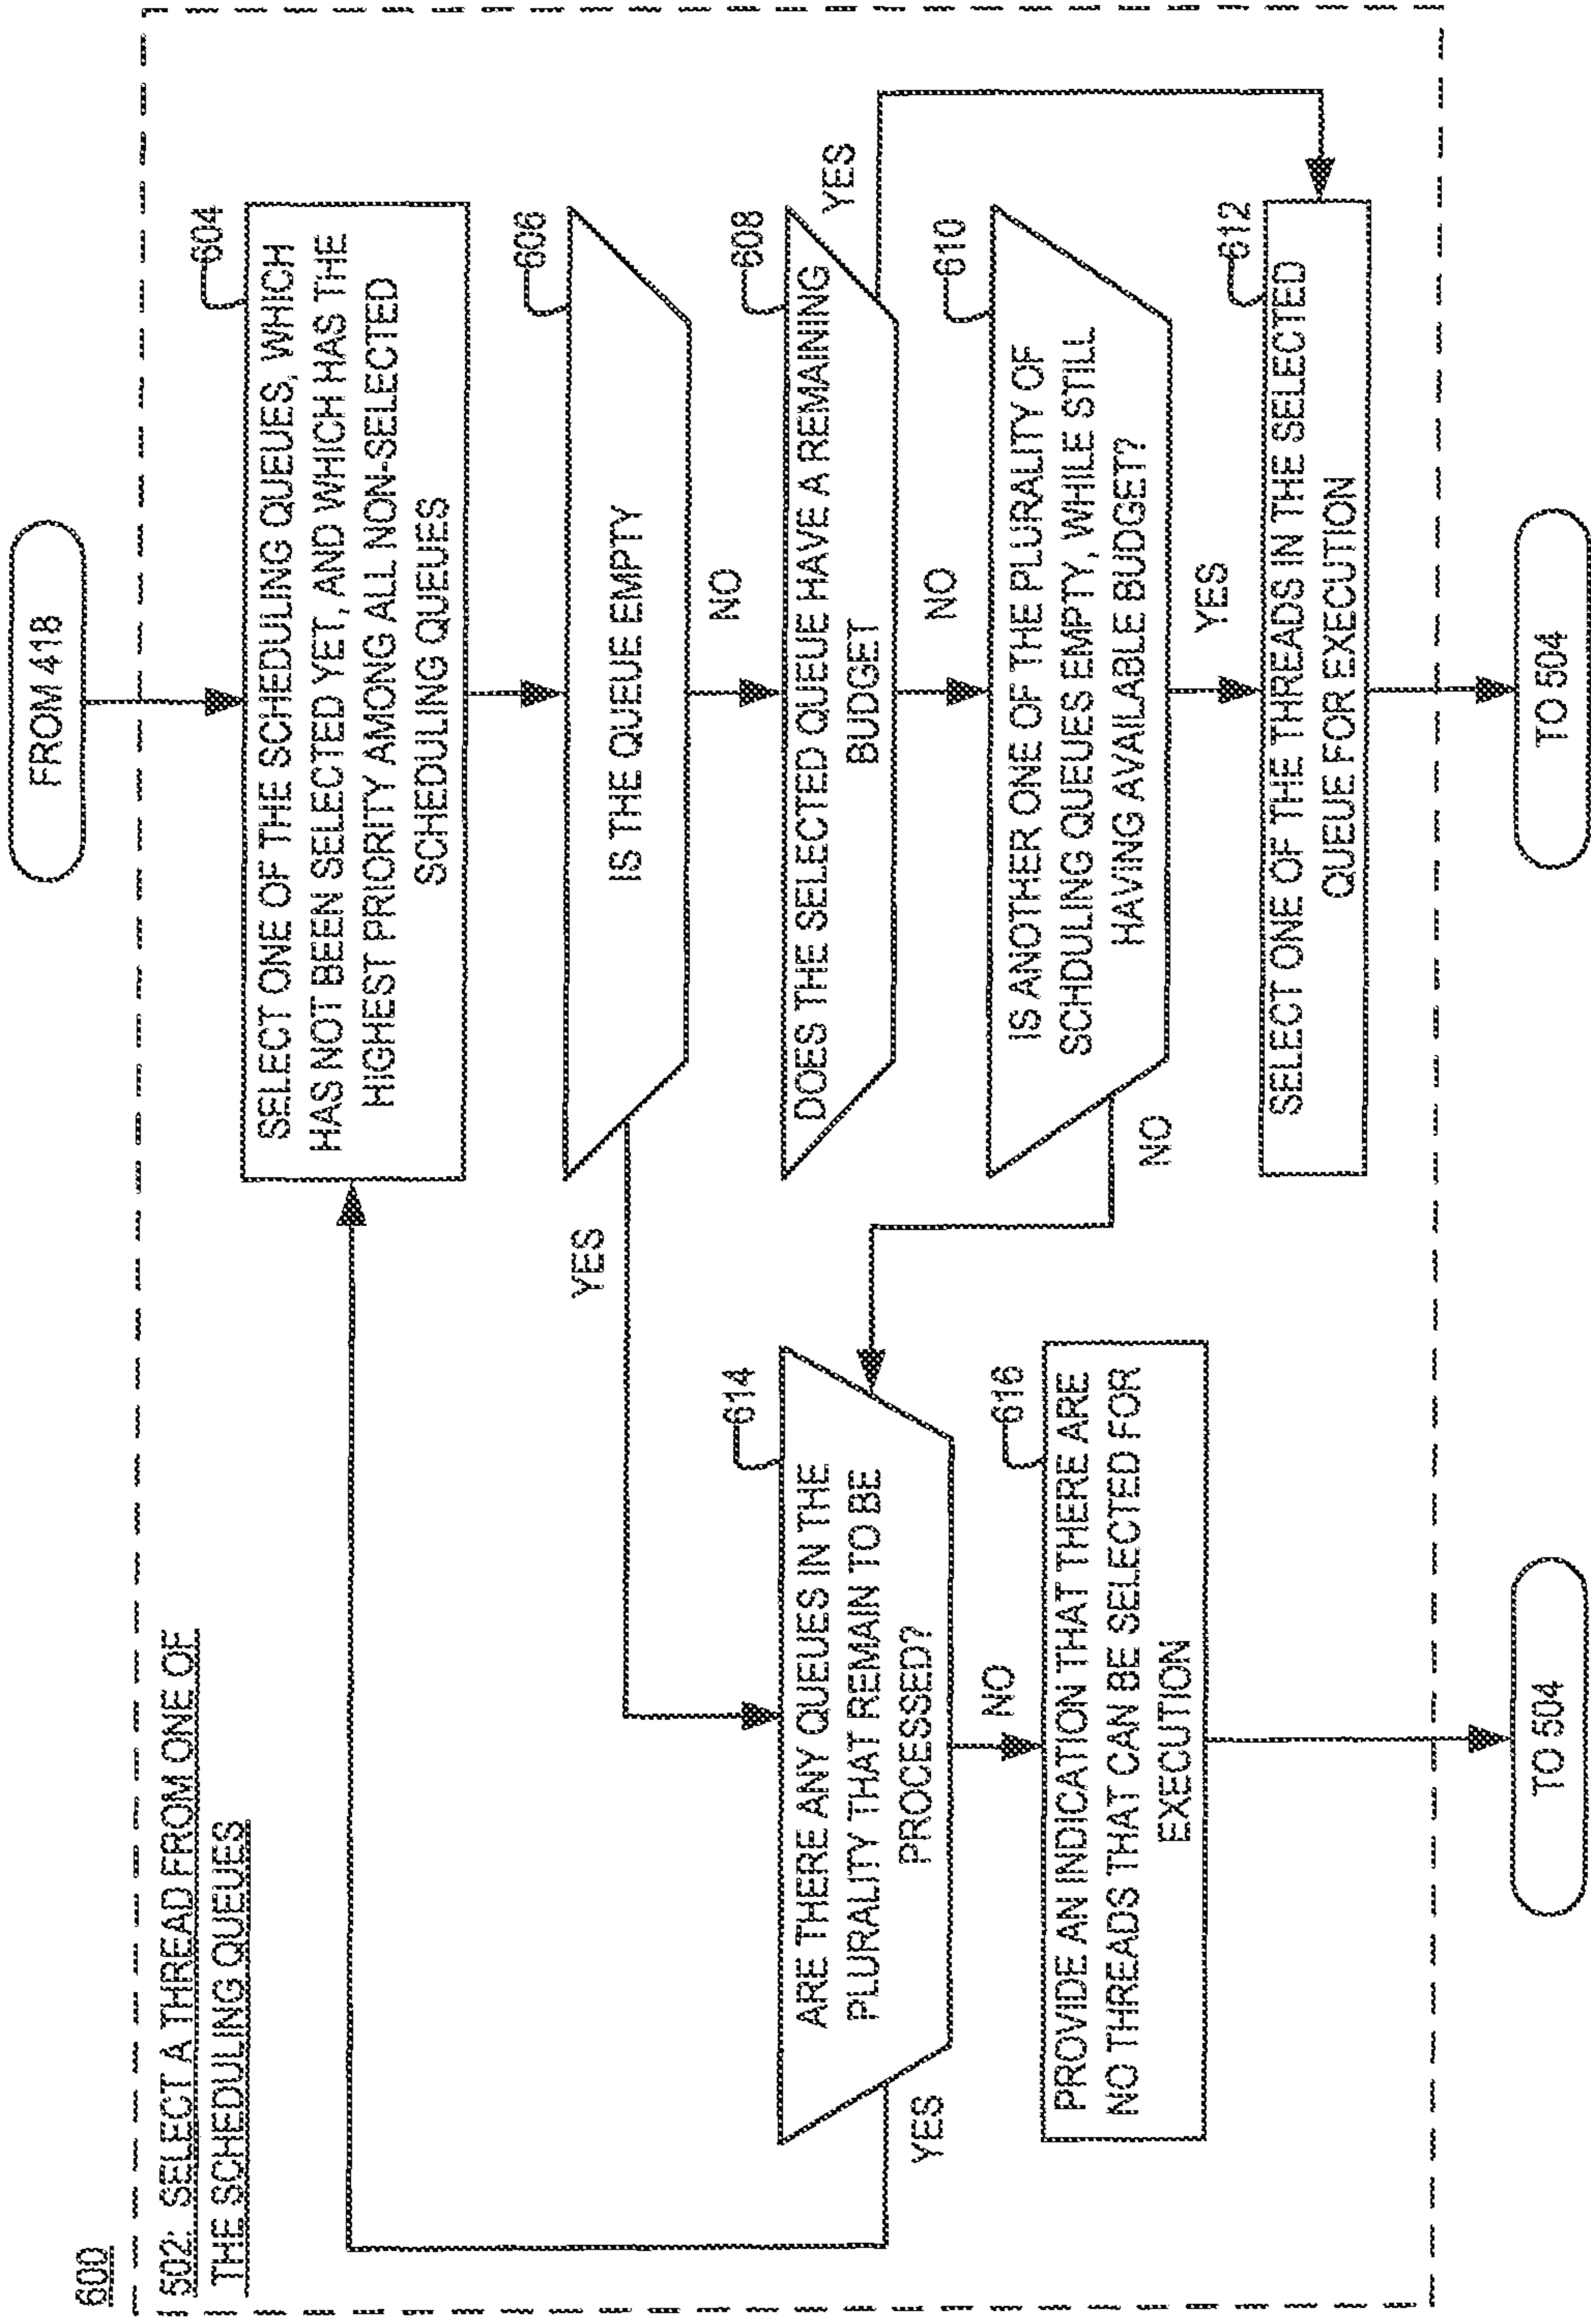 600
FROM 418
502: SELECT A THREAD FROM ONE OF
THE SCHEDULING QUEUES
604
SELECT ONE OF THE SCHEDULING QUEUES, WHICH
HAS NOT BEEN SELECTED YET, AND WHICH HAS THE
HIGHEST PRIORITY AMONG ALL NON-SELECTED
SCHEDULING QUEUES
606
IS THE QUEUE EMPTY
YES
NO
608
DOES THE SELECTED QUEUE HAVE A REMAINING
BUDGET
YES
NO
610
IS ANOTHER ONE OF THE PLURALITY OF
SCHDULING QUEUES EMPTY, WHILE STILL
HAVING AVAILABLE BUDGET?
NO
YES
612
SELECT ONE OF THE THREADS IN THE SELECTED
QUEUE FOR EXECUTION
614
ARE THERE ANY QUEUES IN THE
PLURALITY THAT REMAIN TO BE
PROCESSED?
YES
NO
616
PROVIDE AN INDICATION THAT THERE ARE
NO THREADS THAT CAN BE SELECTED FOR
EXECUTION
TO 504
TO 504